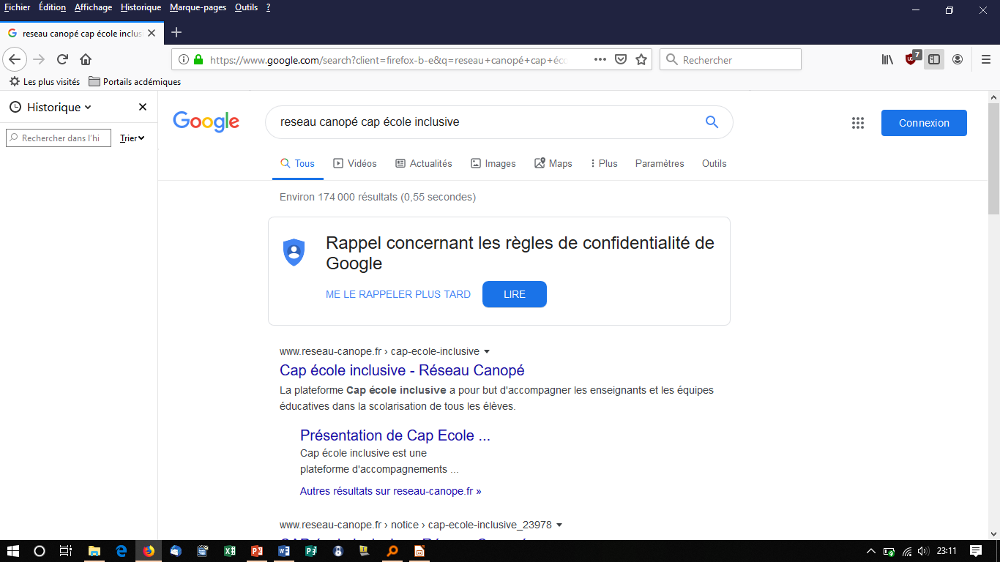 Fichier Édition Affichage Historique Marque-pages Outils ?
reseau canopé cap école inclus
https://www.google.com/search?client=firefox-b-e&q=reseau+canopé+cap+éco
Rechercher
7
Les plus visités Portails acdémiques
Historique
Rechercher dans l'hi
Trier
Google
reseau canopé cap école inclusive
Connexion
Tous Vidéos Actualités Images Maps Plus Paramètres Outils
Environ 174 000 résultats (0,55 secondes)
Rappel concernant les règles de confidentialité de
Google
ME LE RAPPELER PLUS TARD LIRE
www.reseau-canope.fr › cap-ecole-inclusive
Cap école inclusive - Réseau Canopé
La plateforme Cap école inclusive a pour but d'accompagner les enseignants et les équipes
éducatives dans la scolarisation de tous les élèves.
Présentation de Cap Ecole ...
Cap école inclusive est une
plateforme d'accompagnements ...
Autres résultats sur reseau-canope.fr »
www.reseau-canope.fr › notice › cap-ecole-inclusive_23978
23:11